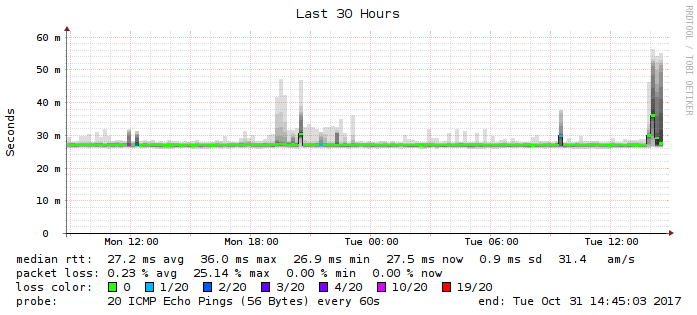 Last 30 Hours
RRDTOOL / TOBI OETIKER
Seconds
60 m
50 m
40 m
30 m
20 m
10 m
0
Mon 12:00 Mon 18:00 Tue 00:00 Tue 06:00 Tue 12:00
median rtt: 27.2 ms avg 36.0 ms max 26.9 ms min 27.5 ms now 0.9 ms sd 31.4 am/s
packet loss: 0.23 % avg 25.14 % max 0.00 % min 0.00 % now
loss color: 0 1/20 2/20 3/20 4/20 10/20 19/20
probe: 20 ICMP Echo Pings (56 Bytes) every 60s end: Tue Oct 31 14:45:03 2017